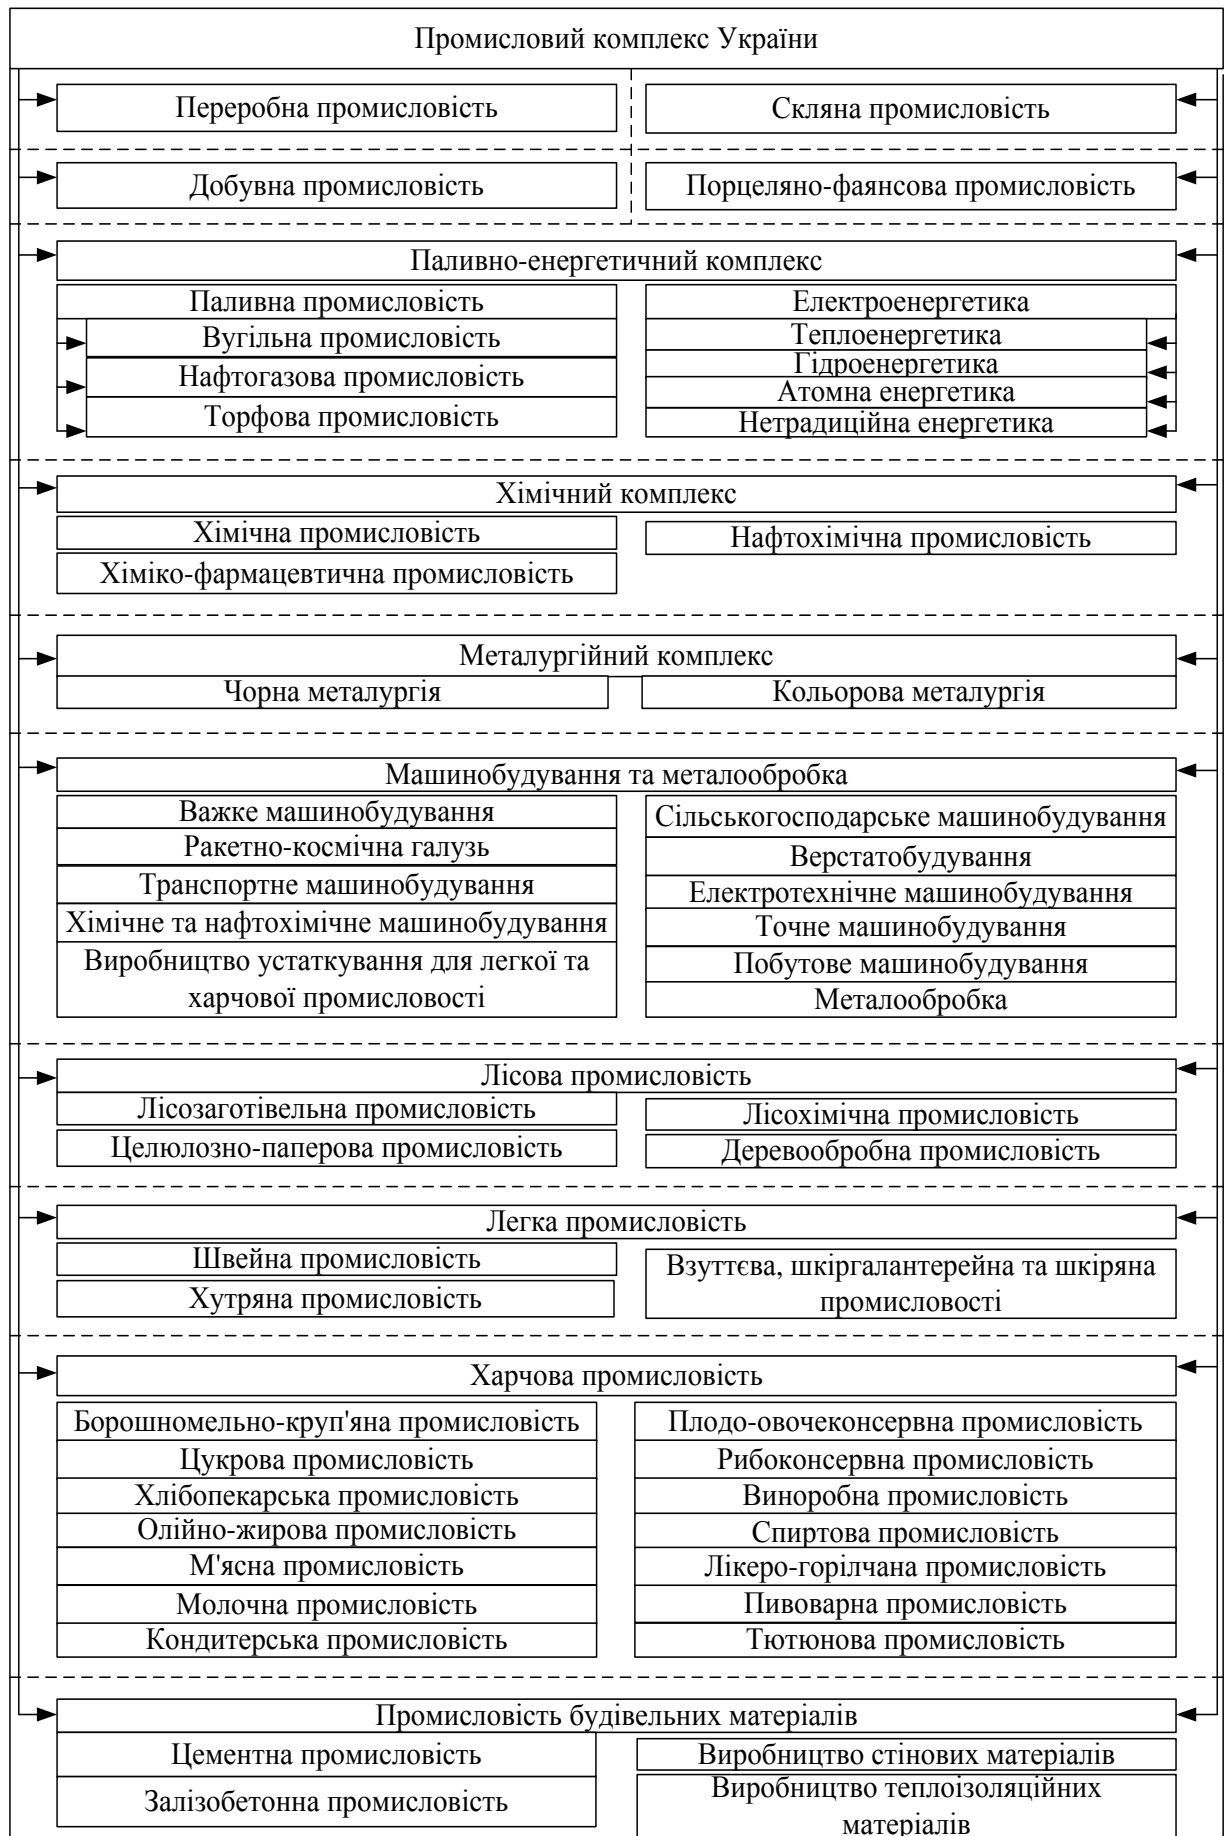 Промисловий комплекс України
Переробна промисловість
Скляна промисловість
Добувна промисловість
Порцеляно-фаянсова промисловість
Паливно-енергетичний комплекс
Паливна промисловість
Вугільна промисловість
Нафтогазова промисловість
Торфова промисловість
Електроенергетика
Теплоенергетика
Гідроенергетика
Атомна енергетика
Нетрадиційна енергетика
Хімічний комплекс
Хімічна промисловість
Хіміко-фармацевтична промисловість
Нафтохімічна промисловість
Металургійний комплекс
Чорна металургія
Кольорова металургія
Машинобудування та металообробка
Важке машинобудування
Ракетно-космічна галузь
Транспортне машинобудування
Хімічне та нафтохімічне машинобудування
Виробництво устаткування для легкої та
харчової промисловості
Сільськогосподарське машинобудування
Верстатобудування
Електротехнічне машинобудування
Точне машинобудування
Побутове машинобудування
Металообробка
Лісова промисловість
Лісозаготівельна промисловість
Целюлозно-паперова промисловість
Лісохімічна промисловість
Деревообробна промисловість
Легка промисловість
Швейна промисловість
Хутряна промисловість
Взуттєва, шкіргалантерейна та шкіряна
промисловості
Харчова промисловість
Борошномельно-круп'яна промисловість
Цукрова промисловість
Хлібопекарська промисловість
Олійно-жирова промисловість
М'ясна промисловість
Молочна промисловість
Кондитерська промисловість
Плодо-овочеконсервна промисловість
Рибоконсервна промисловість
Виноробна промисловість
Спиртова промисловість
Лікеро-горілчана промисловість
Пивоварна промисловість
Тютюнова промисловість
Промисловість будівельних матеріалів
Цементна промисловість
Залізобетонна промисловість
Виробництво стінових матеріалів
Виробництво теплоізоляційних
матеріалів